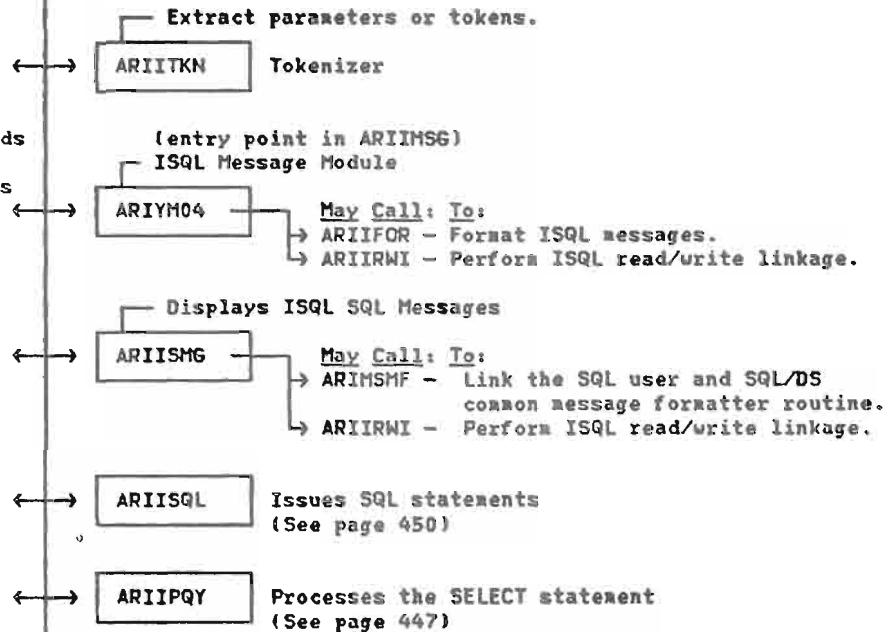 Extract parameters or tokens.
ARIITKN Tokenizer
ds (entry point in ARIIMSG)
ISQL Message Module
s
ARIYM04 May Call: To:
ARIIFOR - Format ISQL messages.
ARIIRWI - Perform ISQL read/write linkage.
Displays ISQL SQL Messages
ARIISMG May Call: To:
ARIMSMF - Link the SQL user and SQL/DS
common message formatter routine.
ARIIRWI - Perform ISQL read/write linkage.
ARIISQL Issues SQL statements
(See page 450)
ARIIPQY Processes the SELECT statement
(See page 447)